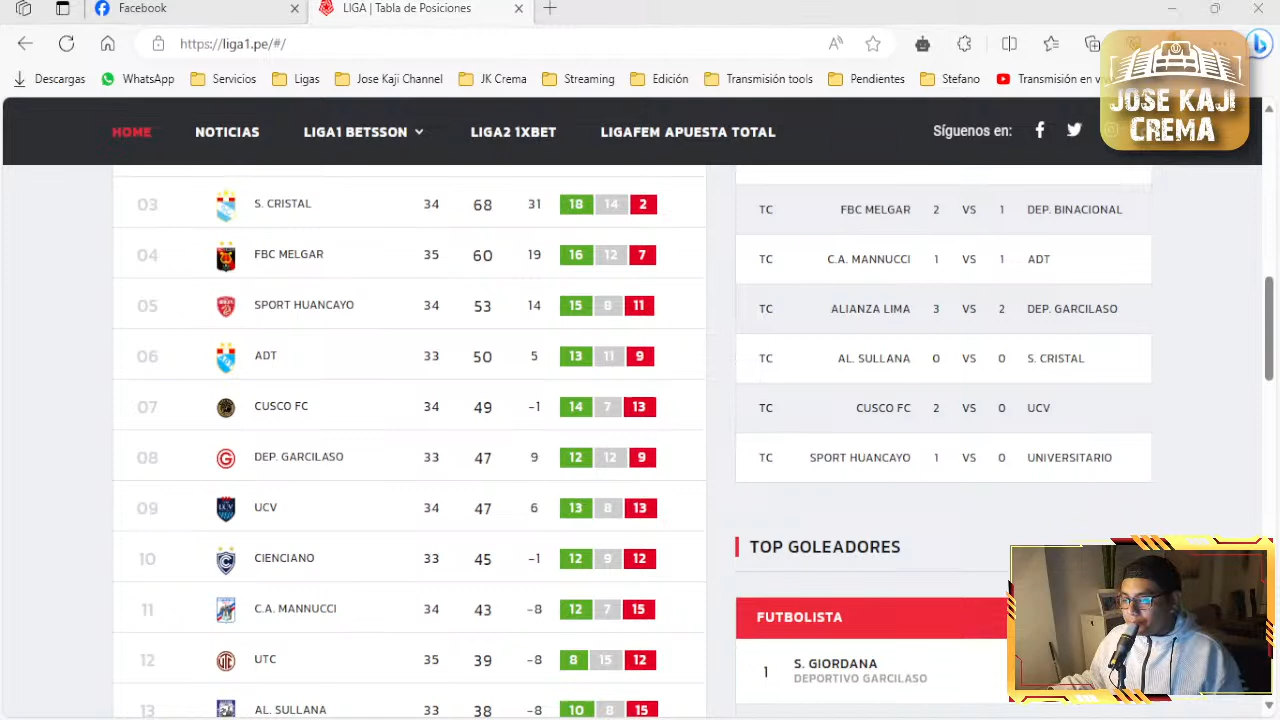 Facebook
LIGA | Tabla de Posiciones
https://liga1.pe/#/
Descargas WhatsApp Servicios Ligas Jose Kaji Channel JK Crema Streaming Edición Transmisión todos Pendientes Stefano Transmisión en v
JOSE KAJI
CREMA
HOME NOTICIAS LIGA1 BETSSON LIGA2 1XBET LIGAFEM APUESTA TOTAL Síguenos en:
03 S. CRISTAL 34 68 31 18 14 2
04 FBC MELGAR 35 60 19 16 12 7
05 SPORT HUANCAYO 34 53 14 15 8 11
06 ADT 33 50 5 13 11 9
07 CUSCO FC 34 49 -1 14 7 13
08 DEP. GARCILASO 33 47 9 12 12 9
09 UCV 34 47 6 13 8 13
10 CIENCIANO 33 45 -1 12 9 12
11 C.A. MANNUCCI 34 43 -8 12 7 15
12 UTC 35 39 -8 8 15 12
13 AL. SULLANA 33 38 -8 10 8 15
TC FBC MELGAR 2 VS 1 DEP. BINACIONAL
TC C.A. MANNUCCI 1 VS 1 ADT
TC ALIANZA LIMA 3 VS 2 DEP. GARCILASO
TC AL. SULLANA 0 VS 0 S. CRISTAL
TC CUSCO FC 2 VS 0 UCV
TC SPORT HUANCAYO 1 VS 0 UNIVERSITARIO
TOP GOLEADORES
FUTBOLISTA
1 S. GIORDANA
DEPORTIVO GARCILASO